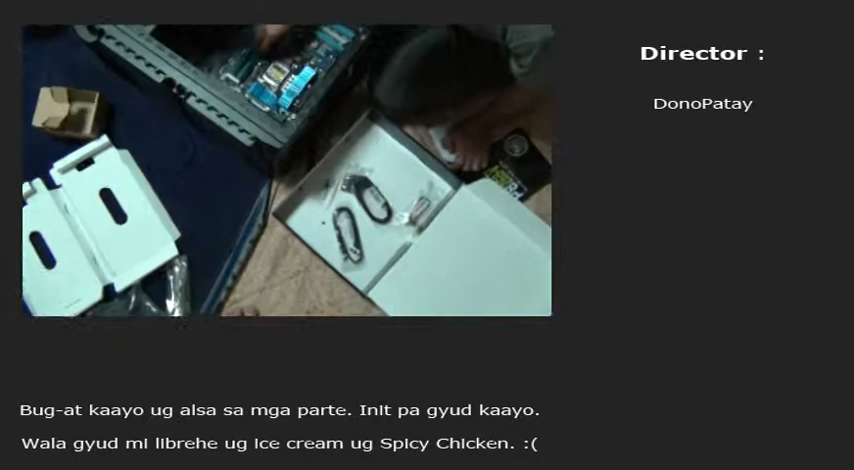 Director :
DonoPatay
Bug-at kaayo ug alsa sa mga parte. InIt pa gyud kaayo.
Wala gyud mI lIbrehe ug Ice cream ug SpIcy ChIcken. :(